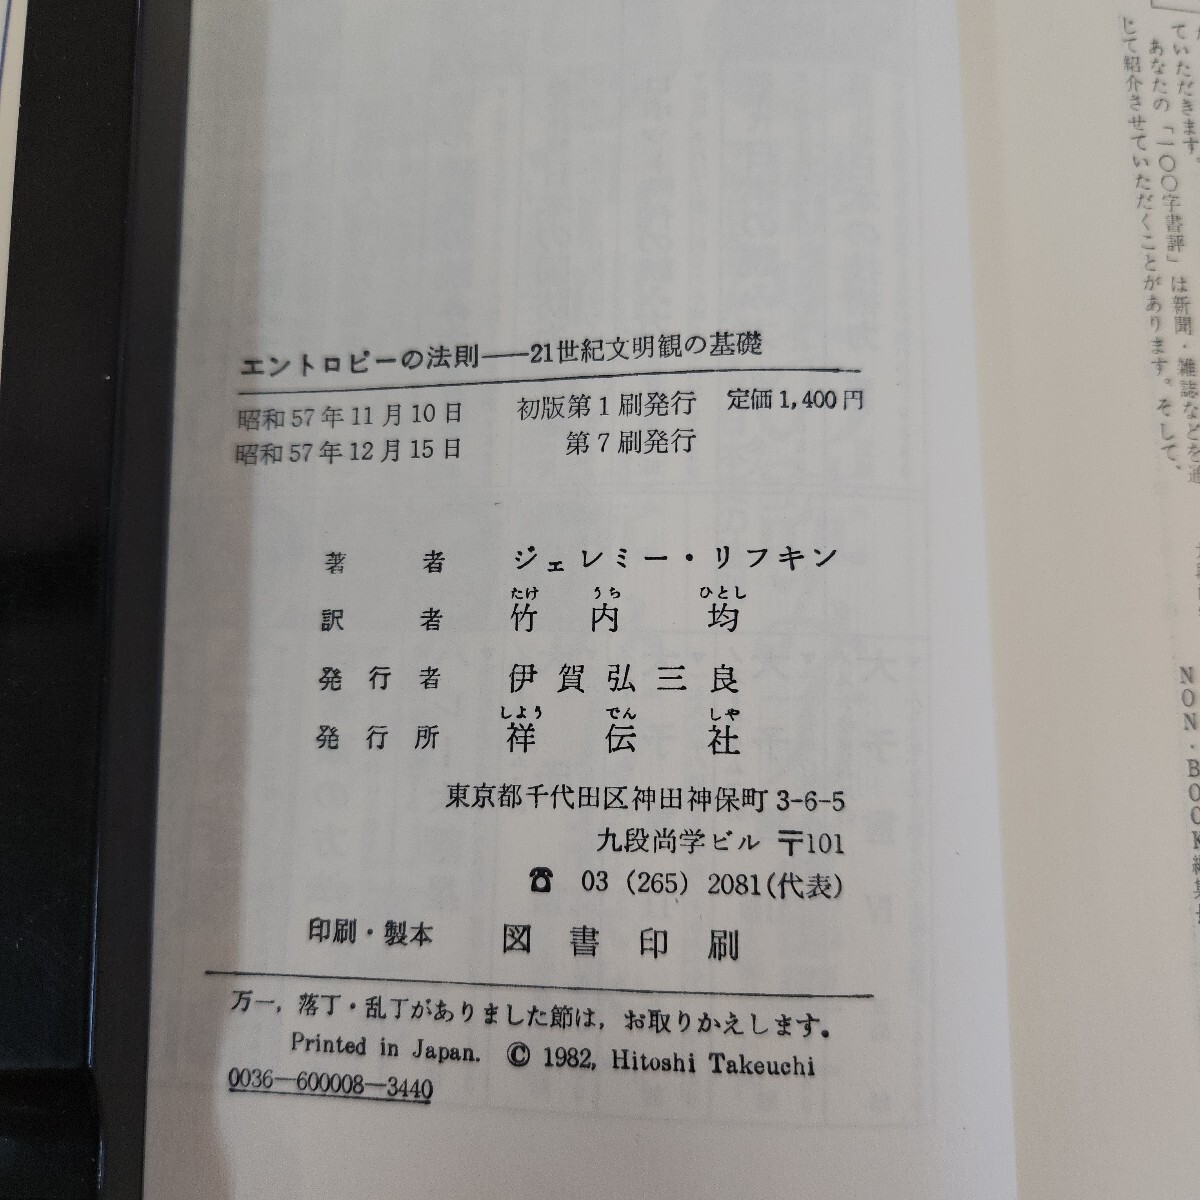 エントロピーの法則――21世紀文明観の基礎
昭和57年11月10日 初版第1刷発行 定価1,400円
昭和57年12月15日 第7刷発行
著者 ジェレミー・リフキン
たけ うち ひとし
訳者 竹内均
発行者 伊賀弘三良
しよう でん しや
発行所 祥伝社
東京都千代田区神田神保町3-6-5
九段尚学ビル 〒101
☎ 03 (265) 2081(代表)
印刷・製本 図書印刷
万一，落丁・乱丁がありました節は，お取りかえします。
Printed in Japan. © 1982, Hitoshi Takeuchi
0036―600008―3440
ていただきます。
あなたの「一〇〇字書評」は新聞・雑誌などを通
じて紹介させていただくことがあります。そして、
NON・BOOK